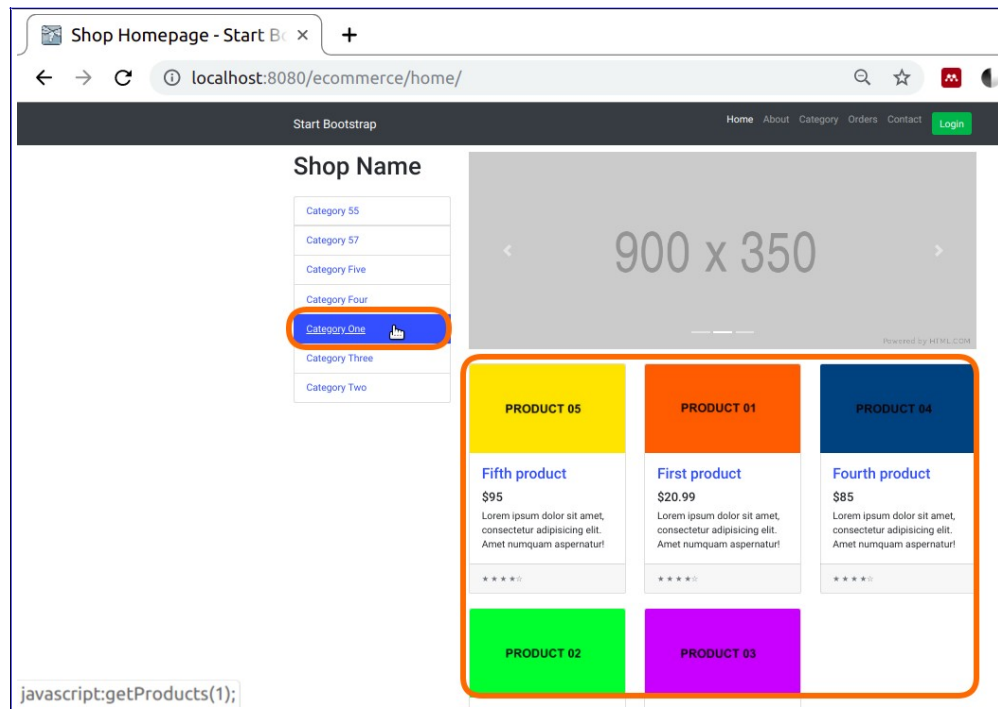 Shop Homepage - Start Bo
localhost:8080/ecommerce/home/
Start Bootstrap
Home About Category Orders Contact Login
Shop Name
Category 55
Category 57
Category Five
Category Four
Category One
Category Three
Category Two
900 x 350
Powered by HTML.COM
PRODUCT 05
Fifth product
$95
Lorem ipsum dolor sit amet,
consectetur adipisicing elit.
Amet numquam aspernatur!
★ ★ ★ ★ ☆
PRODUCT 01
First product
$20.99
Lorem ipsum dolor sit amet,
consectetur adipisicing elit.
Amet numquam aspernatur!
★ ★ ★ ★ ☆
PRODUCT 04
Fourth product
$85
Lorem ipsum dolor sit amet,
consectetur adipisicing elit.
Amet numquam aspernatur!
★ ★ ★ ★ ☆
PRODUCT 02
PRODUCT 03
javascript:getProducts(1);